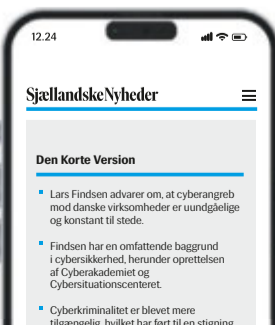 12.24
SjællandskeNyheder
Den Korte Version
Lars Findsen advarer om, at cyberangreb
mod danske virksomheder er uundgåelige
og konstant til stede.
Findsen har en omfattende baggrund
i cybersikkerhed, herunder oprettelsen
af Cyberakademiet og
Cybersituationscenteret.
Cyberkriminalitet er blevet mere
tilgængelig, hvilket har ført til en stigning